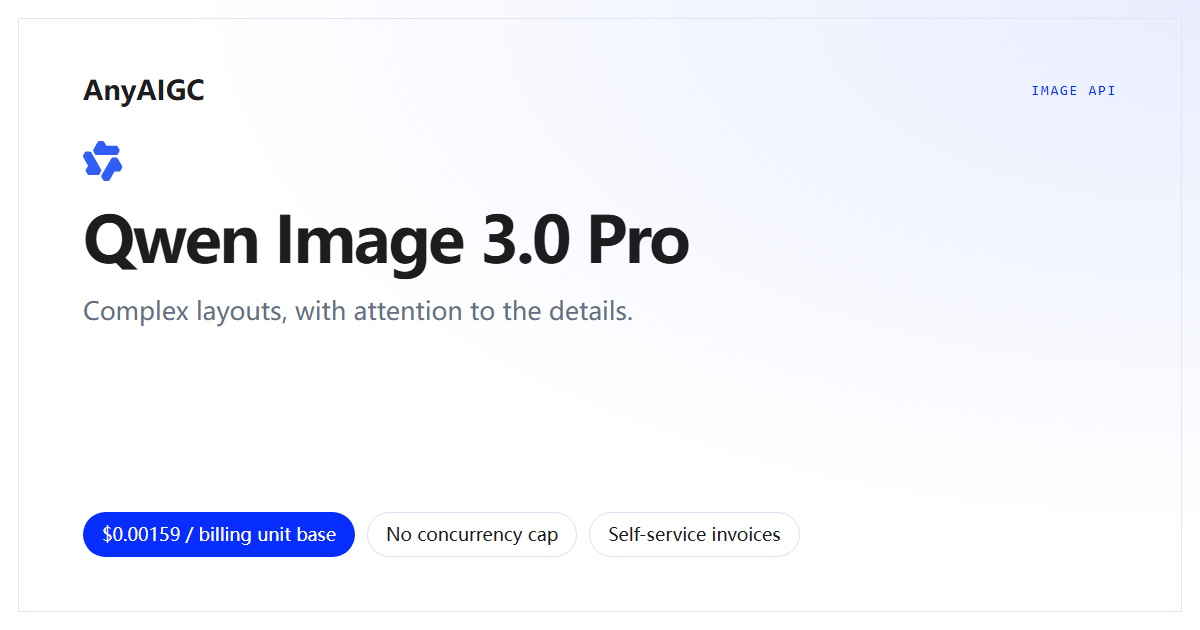 AnyAIGC
IMAGE API
Qwen Image 3.0 Pro
Complex layouts, with attention to the details.
$0.00159 / billing unit base
No concurrency cap
Self-service invoices